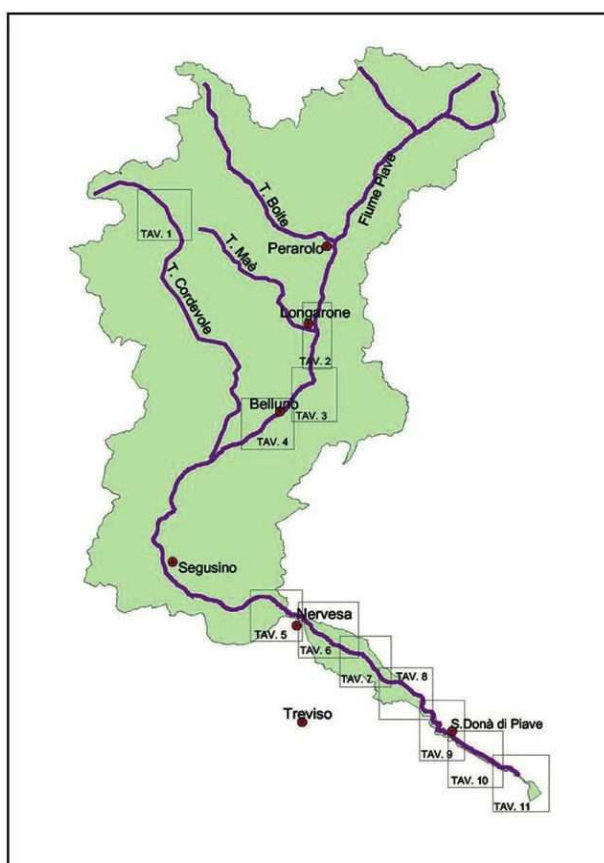 T. Boite
Fiume Piave
TAV. 1
Perarolo
T. Maè
T. Cordevole
Longarone
TAV. 2
Belluno
TAV. 3
TAV. 4
Segusino
Nervesa
TAV. 5
TAV. 6
TAV. 7
TAV. 8
Treviso
S.Donà di Piave
TAV. 9
TAV. 10
TAV. 11